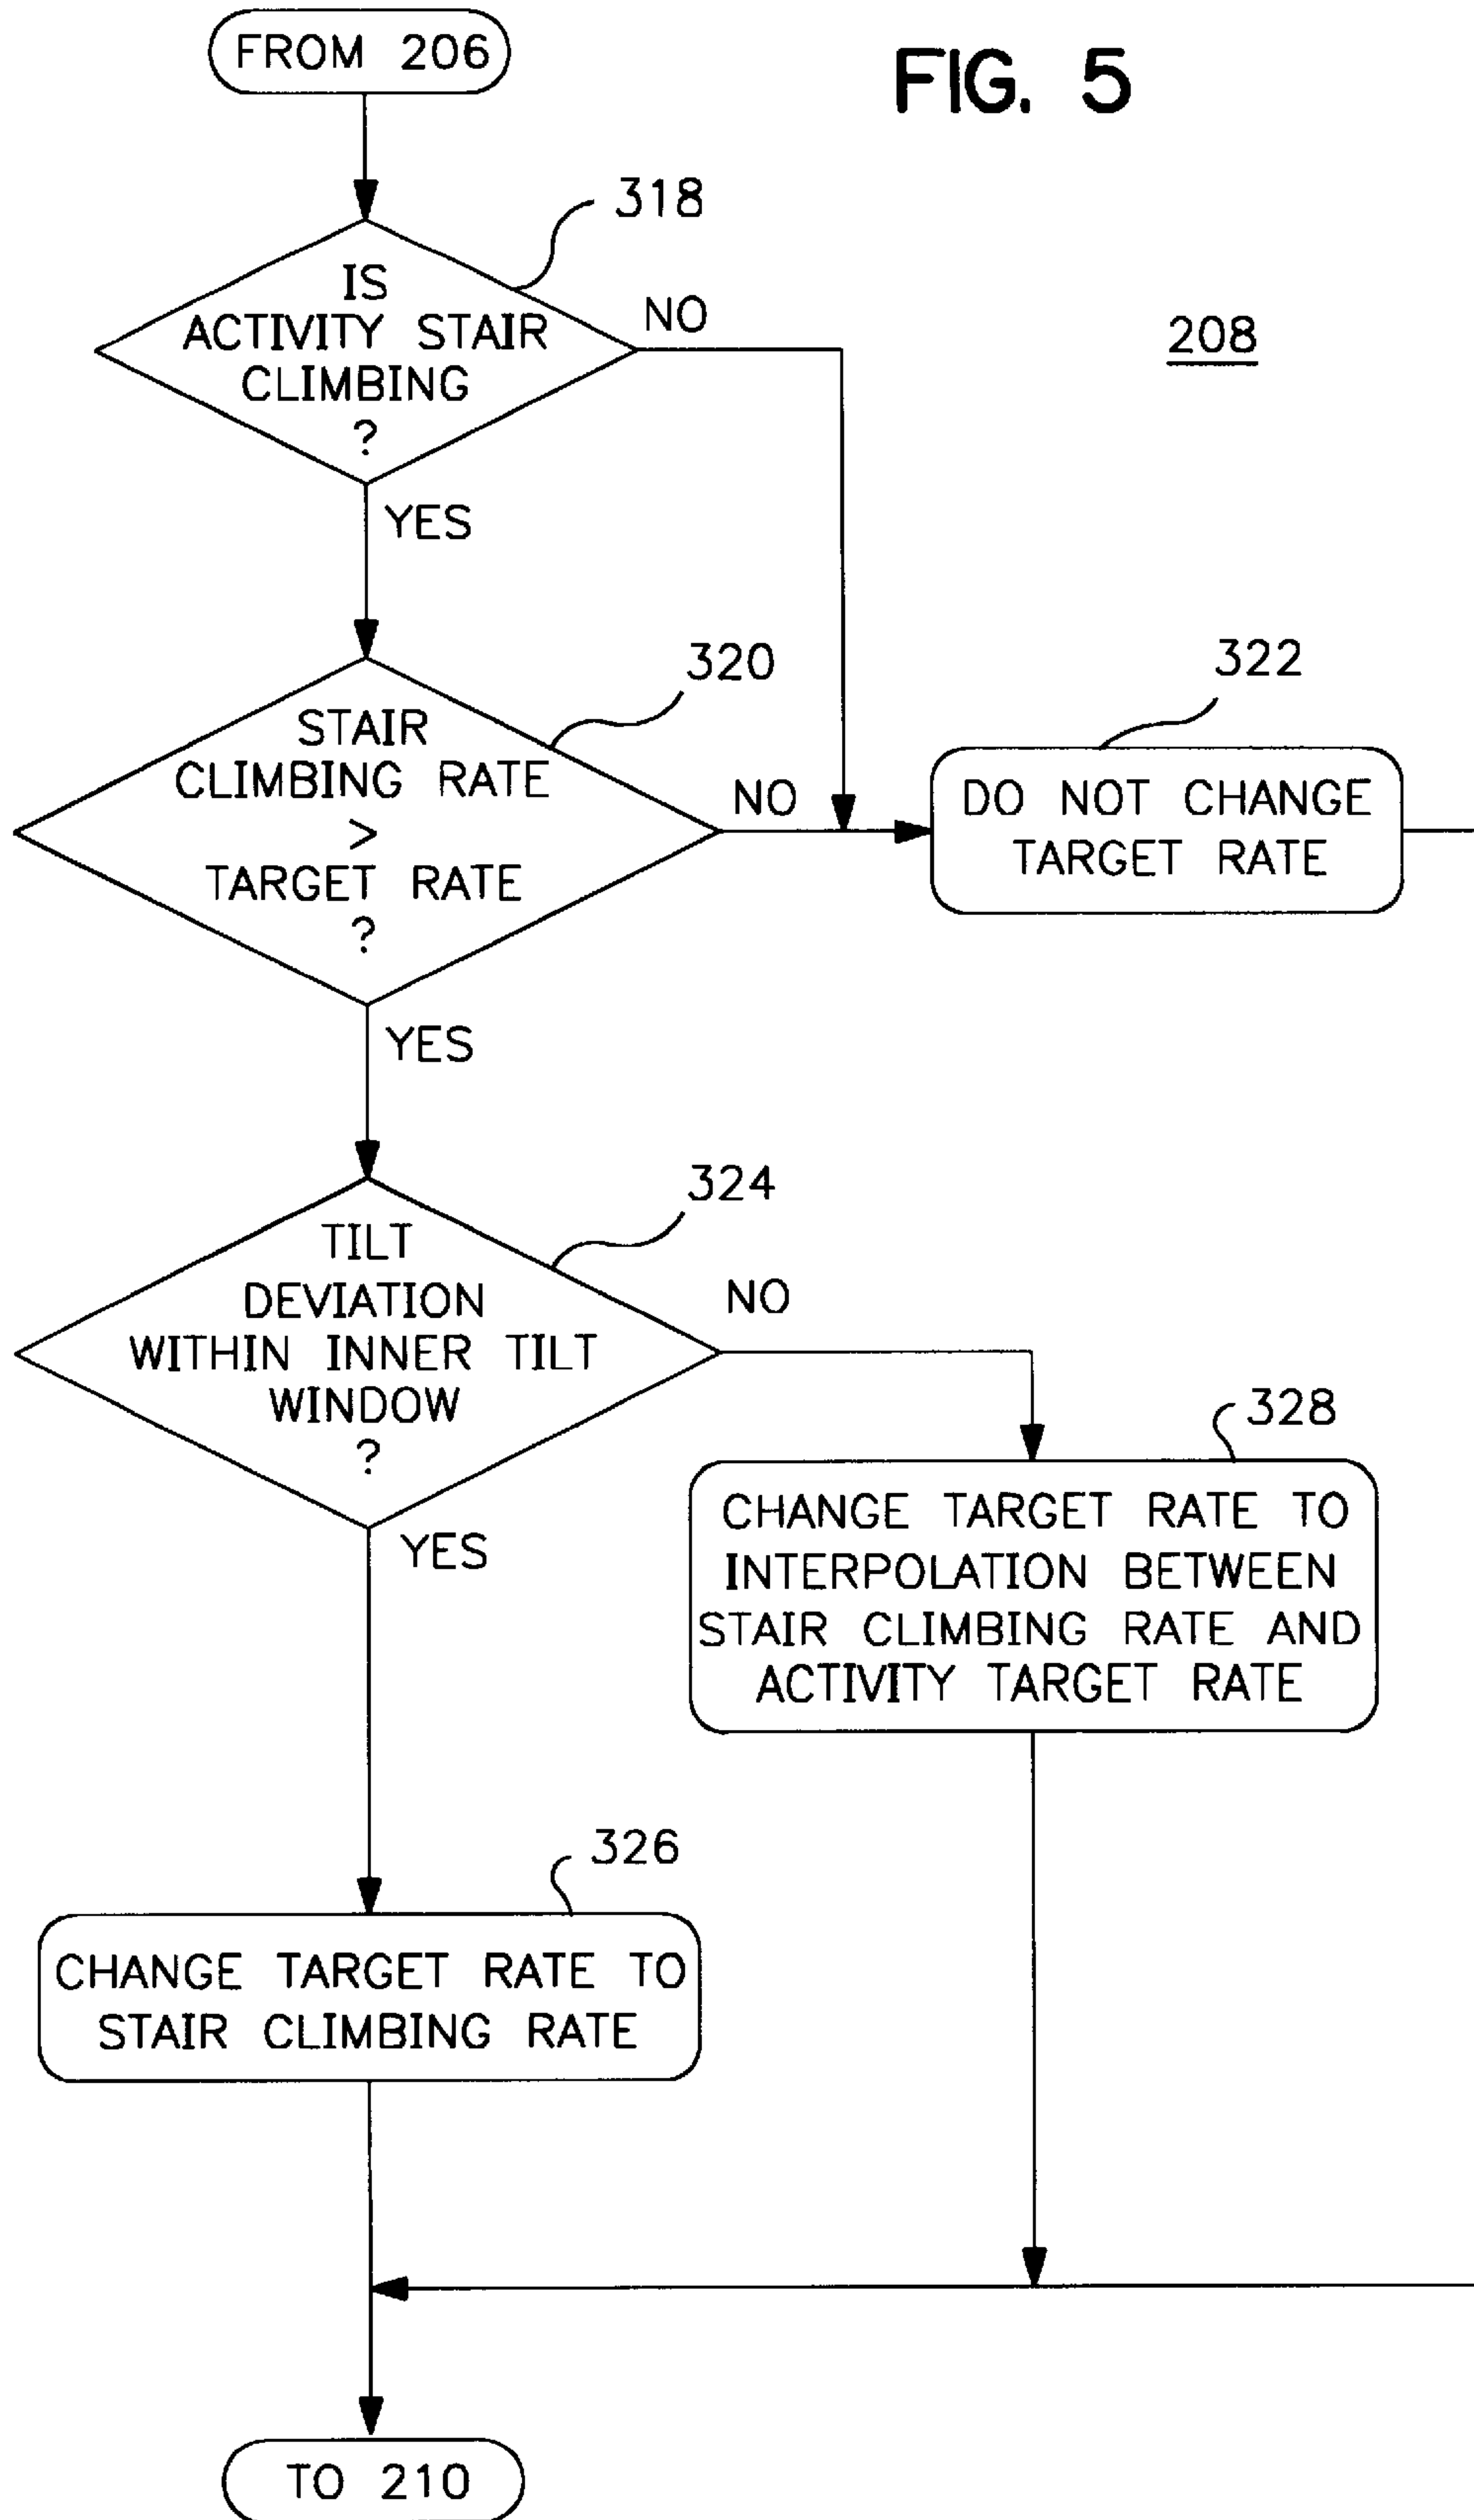 FROM 206
FIG. 5
318
IS
ACTIVITY STAIR
CLIMBING
?
NO
208
YES
320
STAIR
CLIMBING RATE
>
TARGET RATE
?
NO
322
DO NOT CHANGE
TARGET RATE
YES
324
TILT
DEVIATION
WITHIN INNER TILT
WINDOW
?
NO
328
CHANGE TARGET RATE TO
INTERPOLATION BETWEEN
STAIR CLIMBING RATE AND
ACTIVITY TARGET RATE
YES
326
CHANGE TARGET RATE TO
STAIR CLIMBING RATE
TO 210